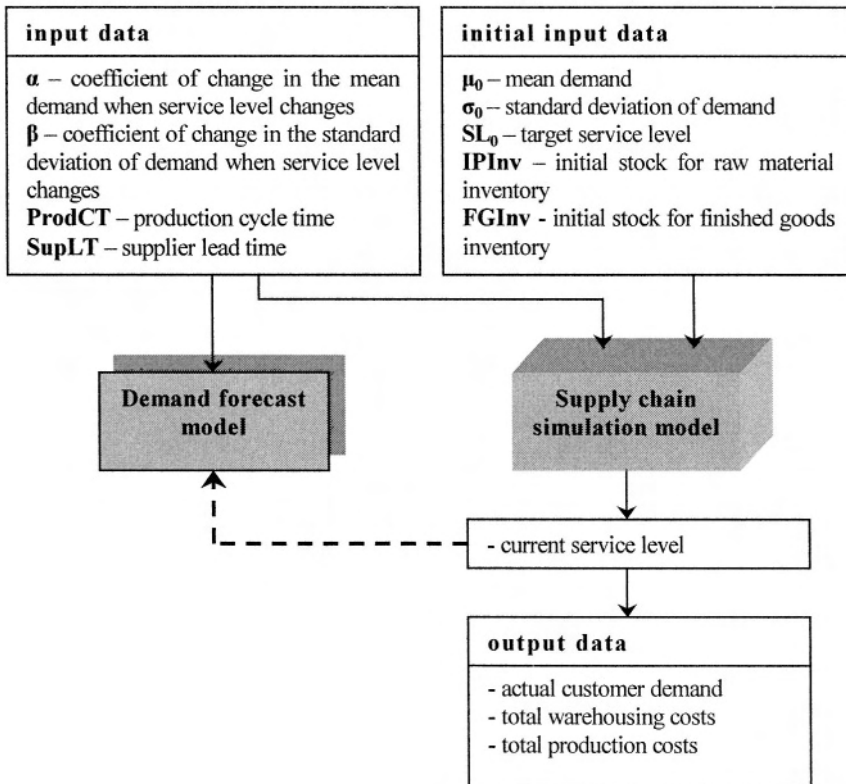 input data
α – coefficient of change in the mean
demand when service level changes
β – coefficient of change in the standard
deviation of demand when service level
changes
ProdCT – production cycle time
SupLT – supplier lead time
initial input data
μ₀ – mean demand
σ₀ – standard deviation of demand
SL₀ – target service level
IPInv – initial stock for raw material
inventory
FGInv - initial stock for finished goods
inventory
Demand forecast
model
Supply chain
simulation model
- current service level
output data
- actual customer demand
- total warehousing costs
- total production costs